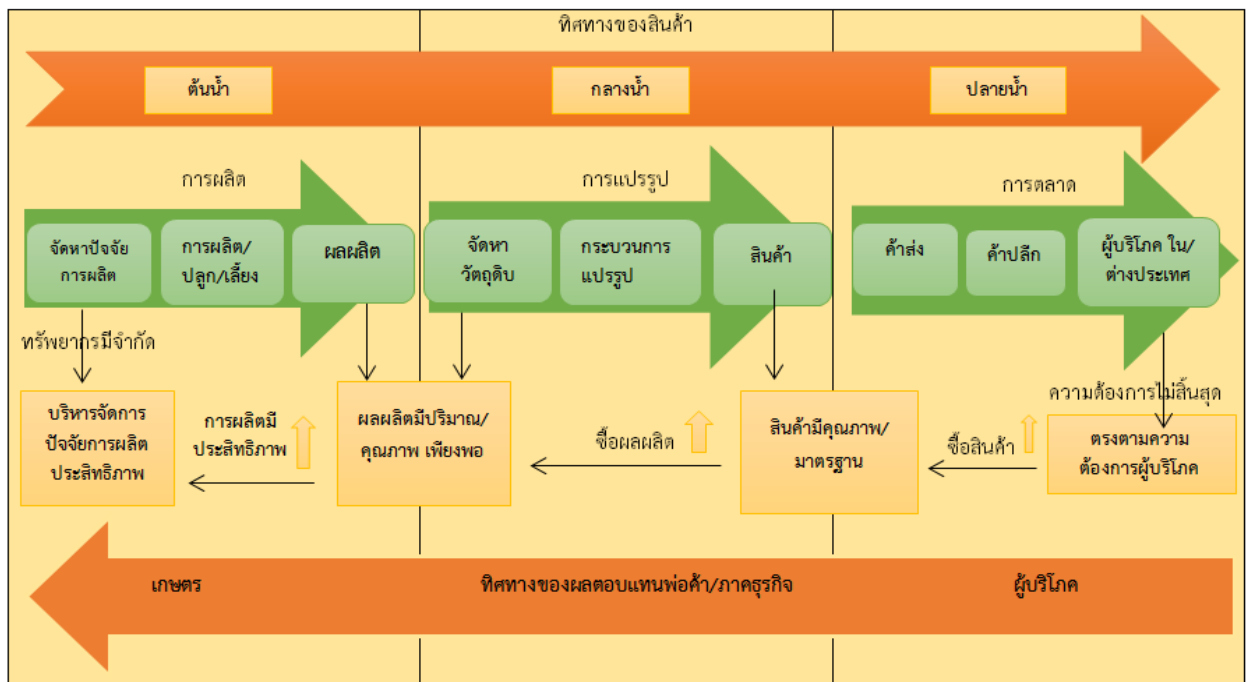 ทิศทางของสินค้า
ต้นน้ำ
กลางน้ำ
ปลายน้ำ
การผลิต
การแปรรูป
การตลาด
จัดหาปัจจัย
การผลิต
การผลิต/
ปลูก/เลี้ยง
ผลผลิต
จัดหา
วัตถุดิบ
กระบวนการ
แปรรูป
สินค้า
ค้าส่ง
ค้าปลีก
ผู้บริโภค ใน/
ต่างประเทศ
ทรัพยากรมีจำกัด
ความต้องการไม่สิ้นสุด
บริหารจัดการ
ปัจจัยการผลิต
ประสิทธิภาพ
การผลิตมี
ประสิทธิภาพ
ผลผลิตมีปริมาณ/
คุณภาพ เพียงพอ
ซื้อผลผลิต
สินค้ามีคุณภาพ/
มาตรฐาน
ซื้อสินค้า
ตรงตามความ
ต้องการผู้บริโภค
เกษตร
ทิศทางของผลตอบแทนพ่อค้า/ภาคธุรกิจ
ผู้บริโภค